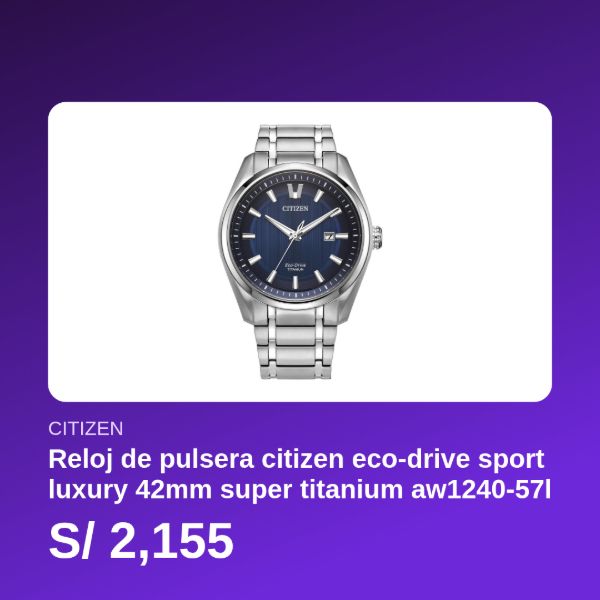 CITIZEN
Eco-Drive
TITANIUM
CITIZEN
Reloj de pulsera citizen eco-drive sport
luxury 42mm super titanium aw1240-57l
S/ 2,155